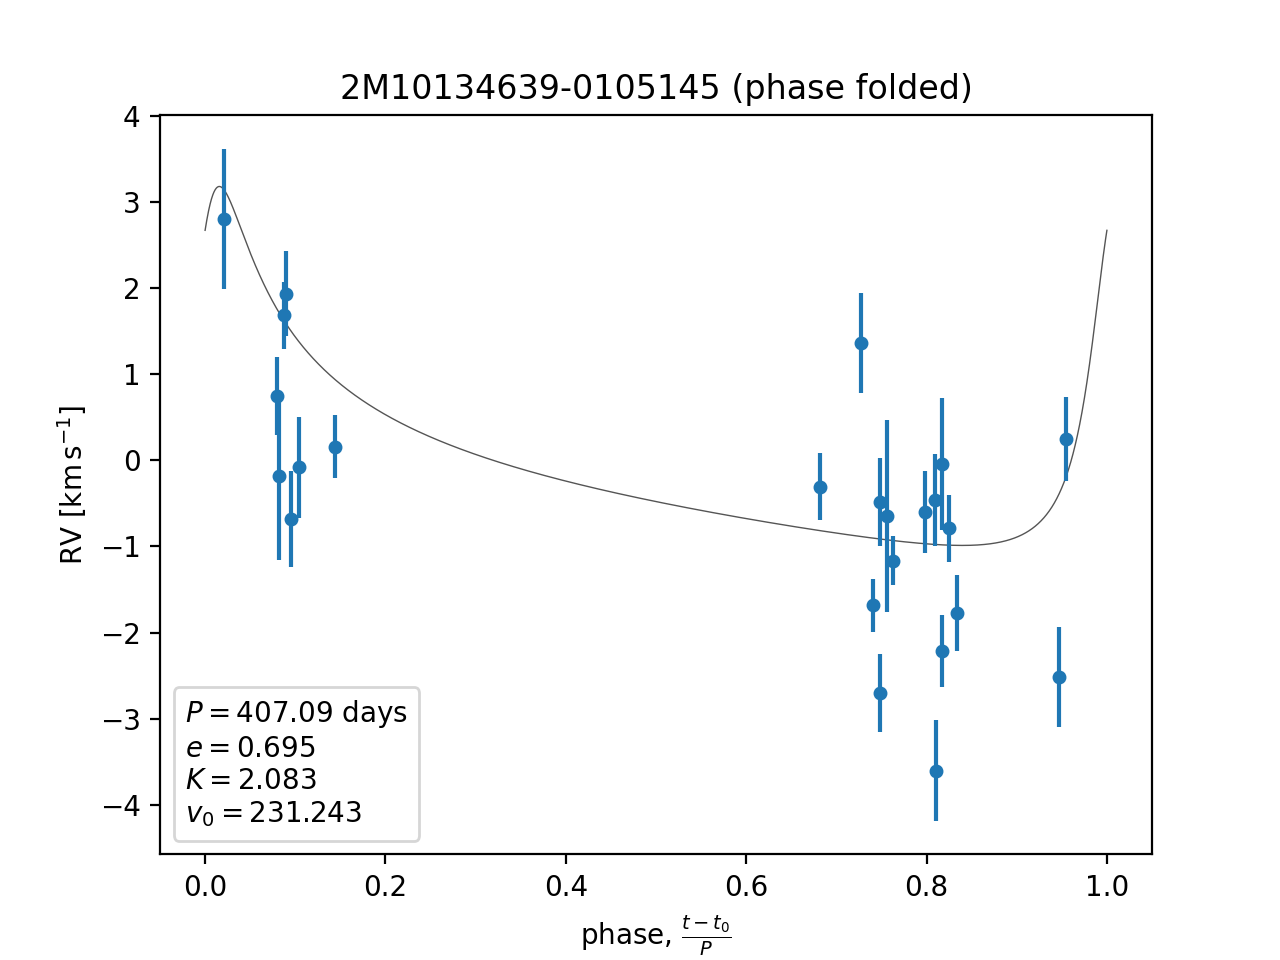 2M10134639-0105145 (phase folded)
4
3
2
1
0
−1
−2
−3
−4
RV [km s⁻¹]
P = 407.09 days
e = 0.695
K = 2.083
v₀ = 231.243
0.0 0.2 0.4 0.6 0.8 1.0
phase, (t − t₀)/P